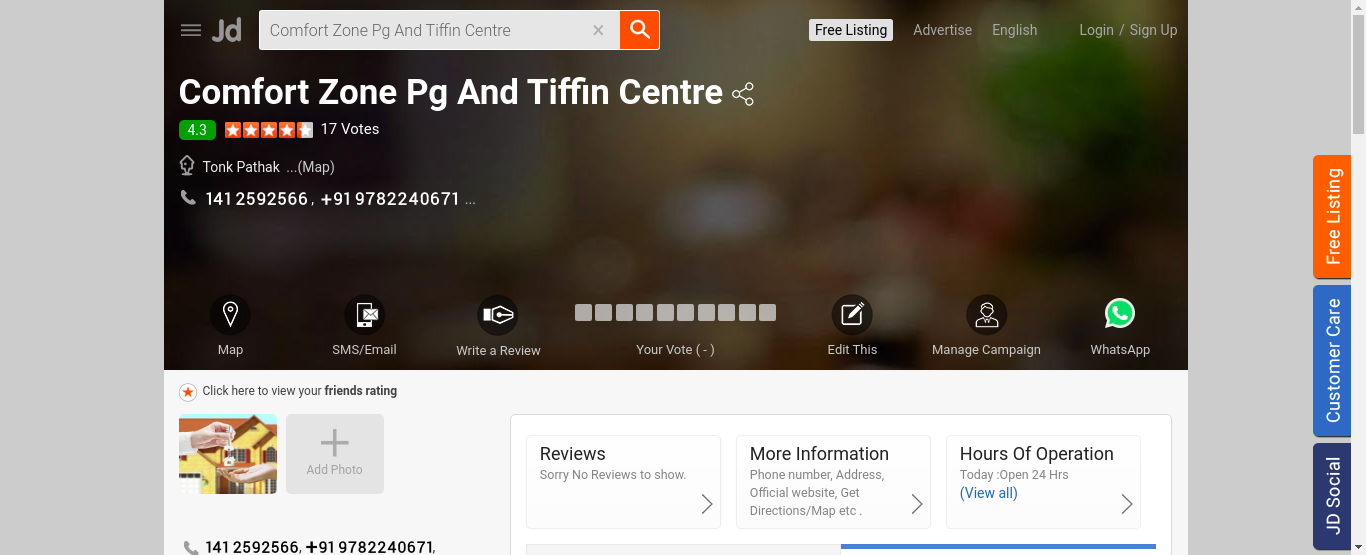 Jd
Comfort Zone Pg And Tiffin Centre
Free Listing
Advertise
English
Login / Sign Up
Comfort Zone Pg And Tiffin Centre
4.3
17 Votes
Tonk Pathak ...(Map)
141 2592566, +91 9782240671 ...
Map
SMS/Email
Write a Review
Your Vote ( - )
Edit This
Manage Campaign
WhatsApp
Click here to view your friends rating
Add Photo
Reviews
Sorry No Reviews to show.
More Information
Phone number, Address,
Official website, Get
Directions/Map etc .
Hours Of Operation
Today :Open 24 Hrs
(View all)
141 2592566, +91 9782240671,
Free Listing
Customer Care
JD Social